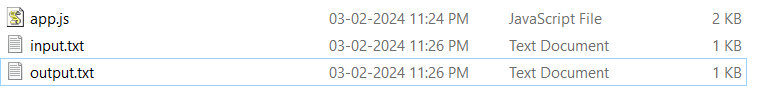 app.js 03-02-2024 11:24 PM JavaScript File 2 KB
input.txt 03-02-2024 11:26 PM Text Document 1 KB
output.txt 03-02-2024 11:26 PM Text Document 1 KB